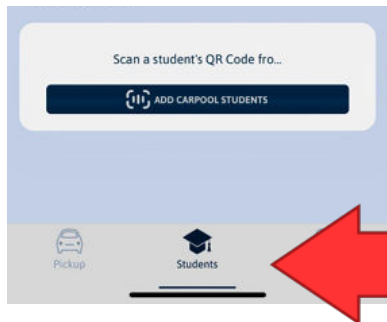 Scan a student's QR Code fro...
ADD CARPOOL STUDENTS
Pickup
Students